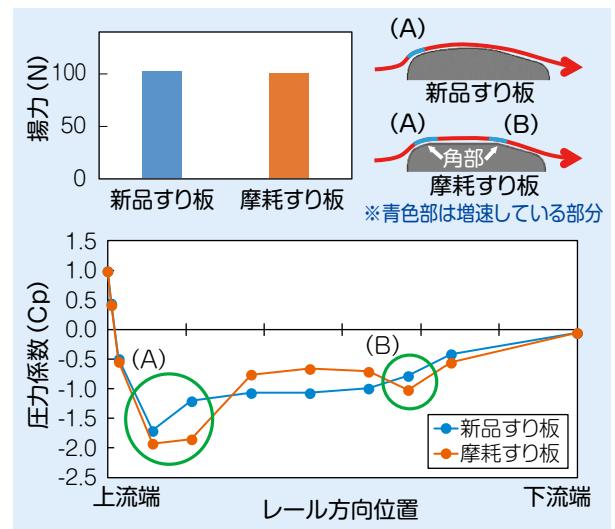 揚力(N)
100
50
0
新品すり板
摩耗すり板
(A)
新品すり板
(A)
(B)
角部
摩耗すり板
※青色部は増速している部分
圧力係数(Cp)
1.5
1.0
0.5
0.0
-0.5
-1.0
-1.5
-2.0
-2.5
(A)
(B)
新品すり板
摩耗すり板
上流端
レール方向位置
下流端